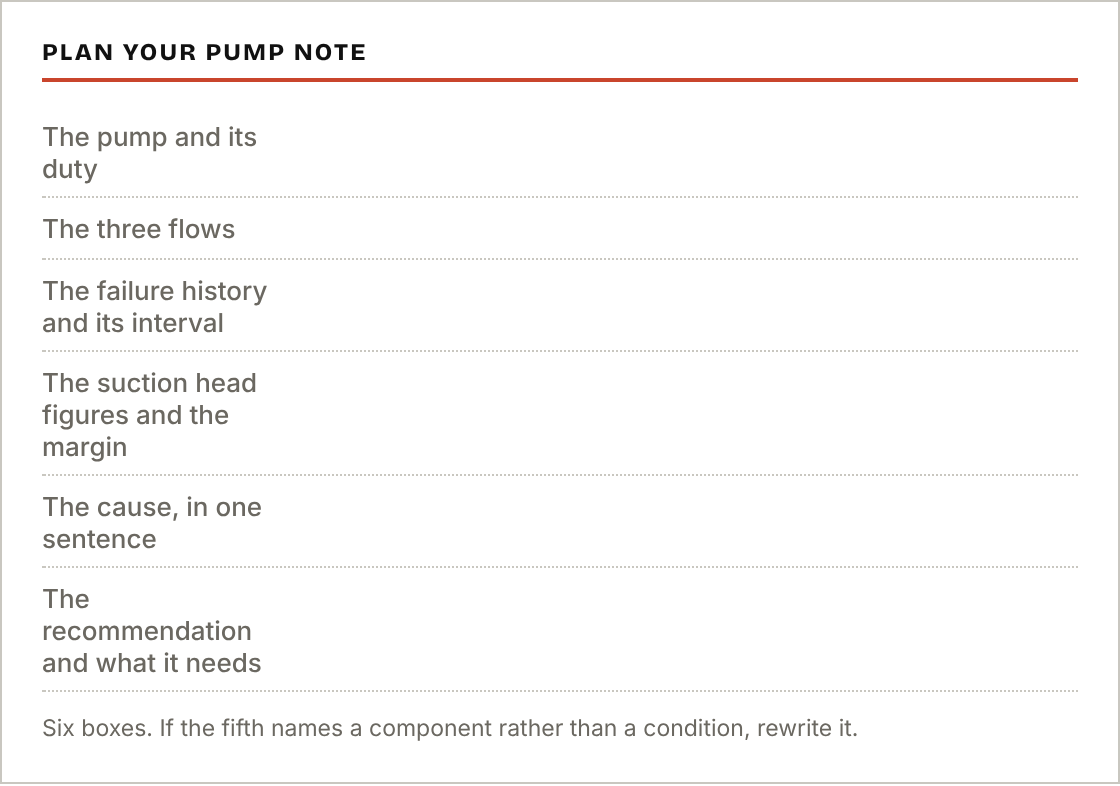 PLAN YOUR PUMP NOTE
The pump and its
duty
The three flows
The failure history
and its interval
The suction head
figures and the
margin
The cause, in one
sentence
The
recommendation
and what it needs
Six boxes. If the fifth names a component rather than a condition, rewrite it.